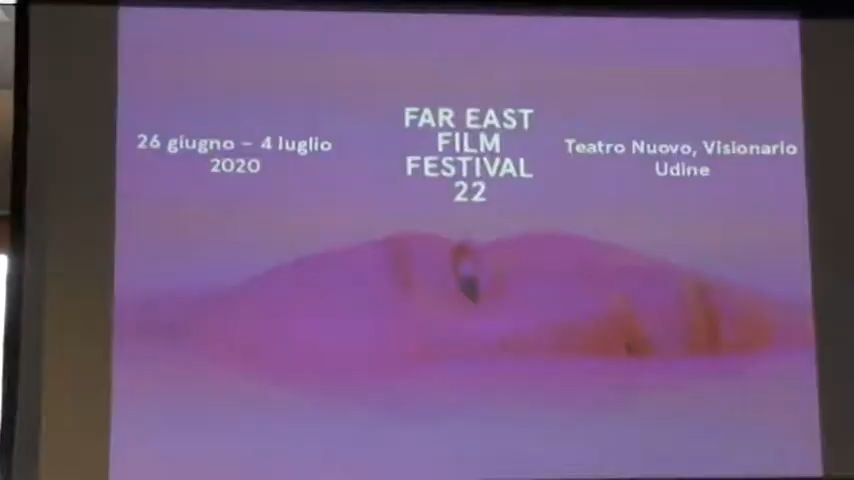 26 giugno – 4 luglio
2020
FAR EAST
FILM
FESTIVAL
22
Teatro Nuovo, Visionario
Udine